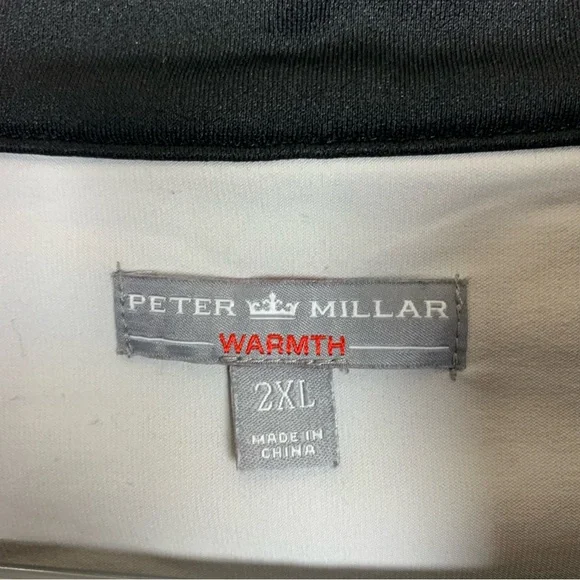 PETER MILLAR
WARMTH
2XL
MADE IN
CHINA